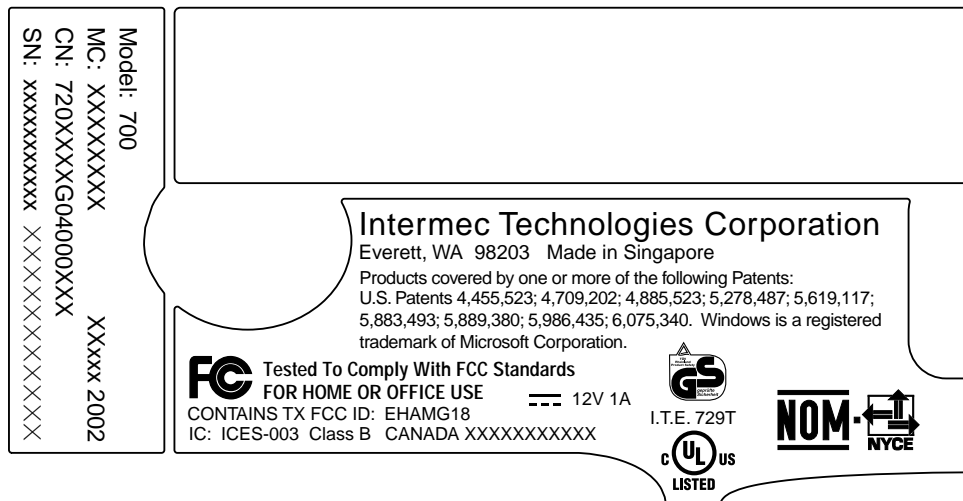 Model: 700
MC: XXXXXXX XXxxx 2002
CN: 720XXXXG04000XXX
SN: xxxxxxxxxxx XXXXXXXXXXX
Intermec Technologies Corporation
Everett, WA 98203 Made in Singapore
Products covered by one or more of the following Patents:
U.S. Patents 4,455,523; 4,709,202; 4,885,523; 5,278,487; 5,619,117;
5,883,493; 5,889,380; 5,986,435; 6,075,340. Windows is a registered
trademark of Microsoft Corporation.
FC Tested To Comply With FCC Standards
FOR HOME OR OFFICE USE
12V 1A
CONTAINS TX FCC ID: EHAMG18
IC: ICES-003 Class B CANADA XXXXXXXXXXX
GS
geprüfte
Sicherheit
I.T.E. 729T
C UL US
LISTED
NOM
NYCE